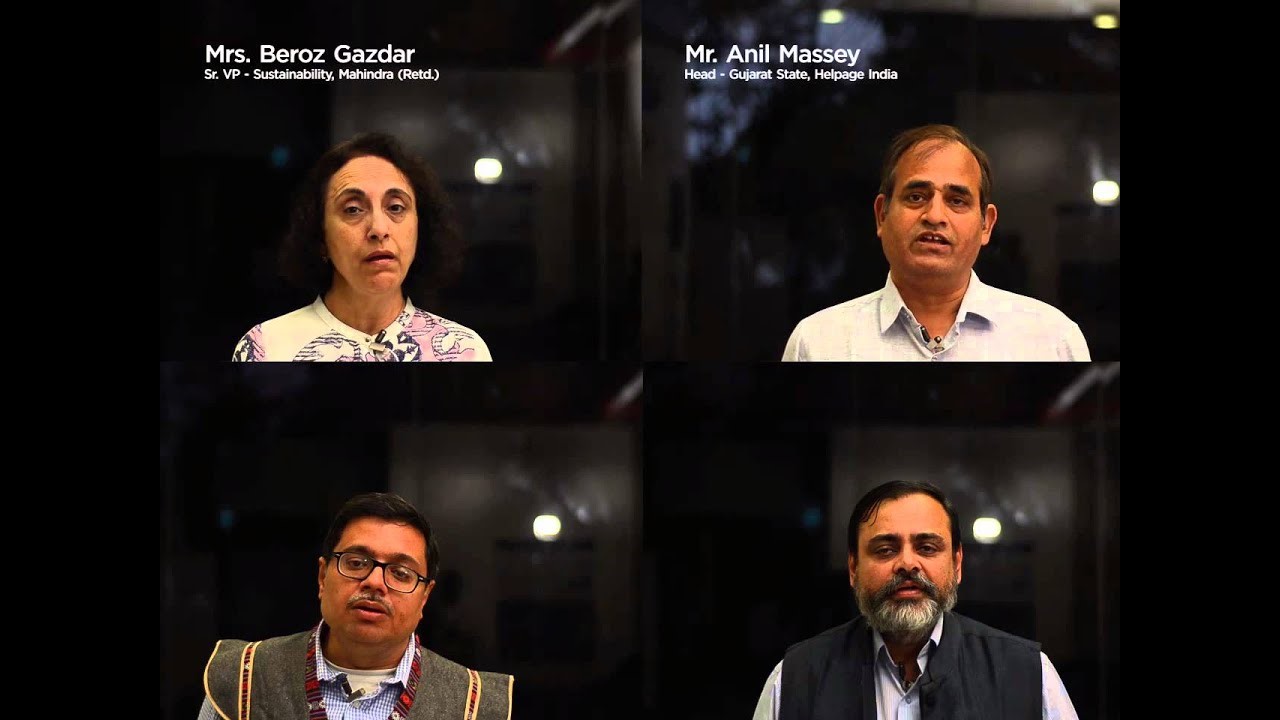 Mrs. Beroz Gazdar
Sr. VP - Sustainability, Mahindra (Retd.)
Mr. Anil Massey
Head - Gujarat State, Helpage India